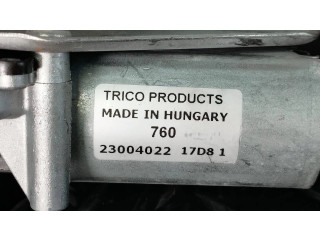 TRICO PRODUCTS
MADE IN HUNGARY
760
23004022 17D8 1